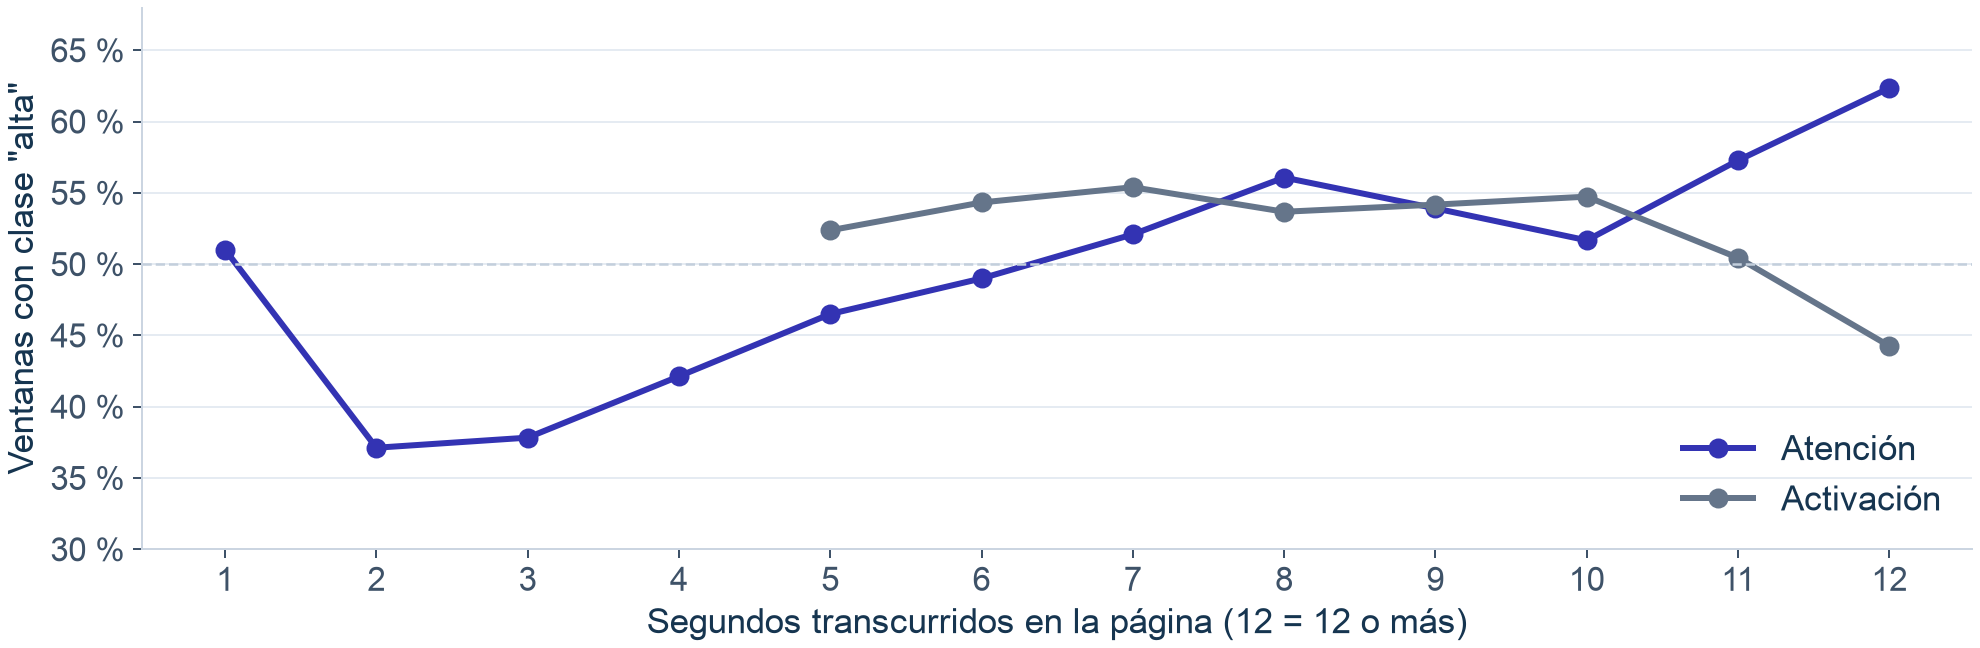 Ventanas con clase "alta"
65 %
60 %
55 %
50 %
45 %
40 %
35 %
30 %
Atención
Activación
1 2 3 4 5 6 7 8 9 10 11 12
Segundos transcurridos en la página (12 = 12 o más)